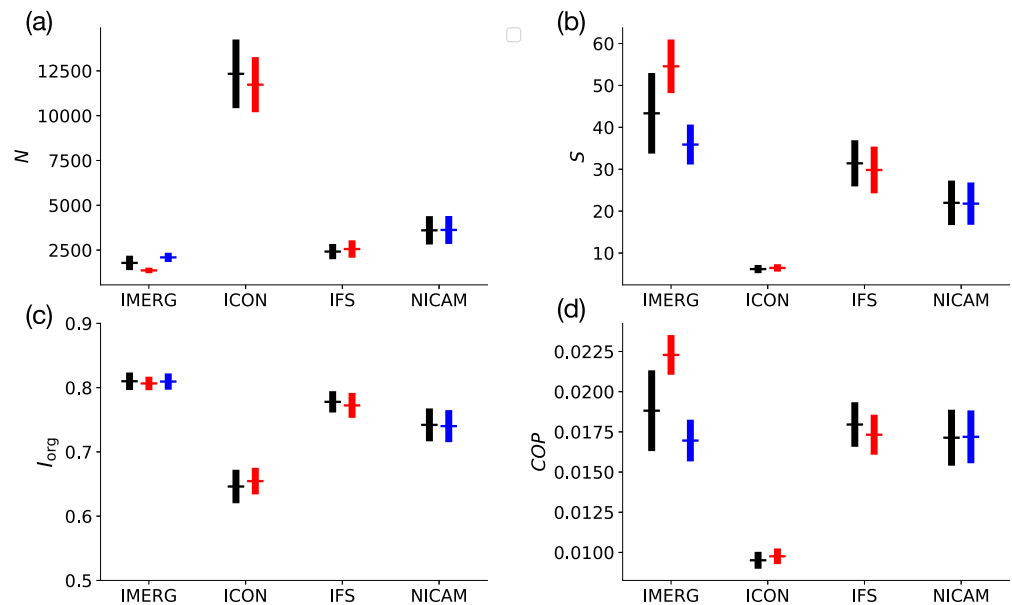 (a)
12500
10000
7500
5000
2500
N
IMERG ICON IFS NICAM
(b)
60
50
40
30
20
10
S
IMERG ICON IFS NICAM
(c)
0.9
0.8
0.7
0.6
0.5
Iorg
IMERG ICON IFS NICAM
(d)
0.0225
0.0200
0.0175
0.0150
0.0125
0.0100
COP
IMERG ICON IFS NICAM